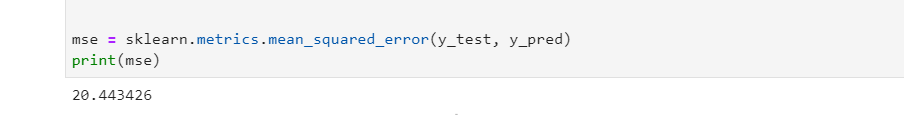 mse = sklearn.metrics.mean_squared_error(y_test, y_pred)
print(mse)
20.443426